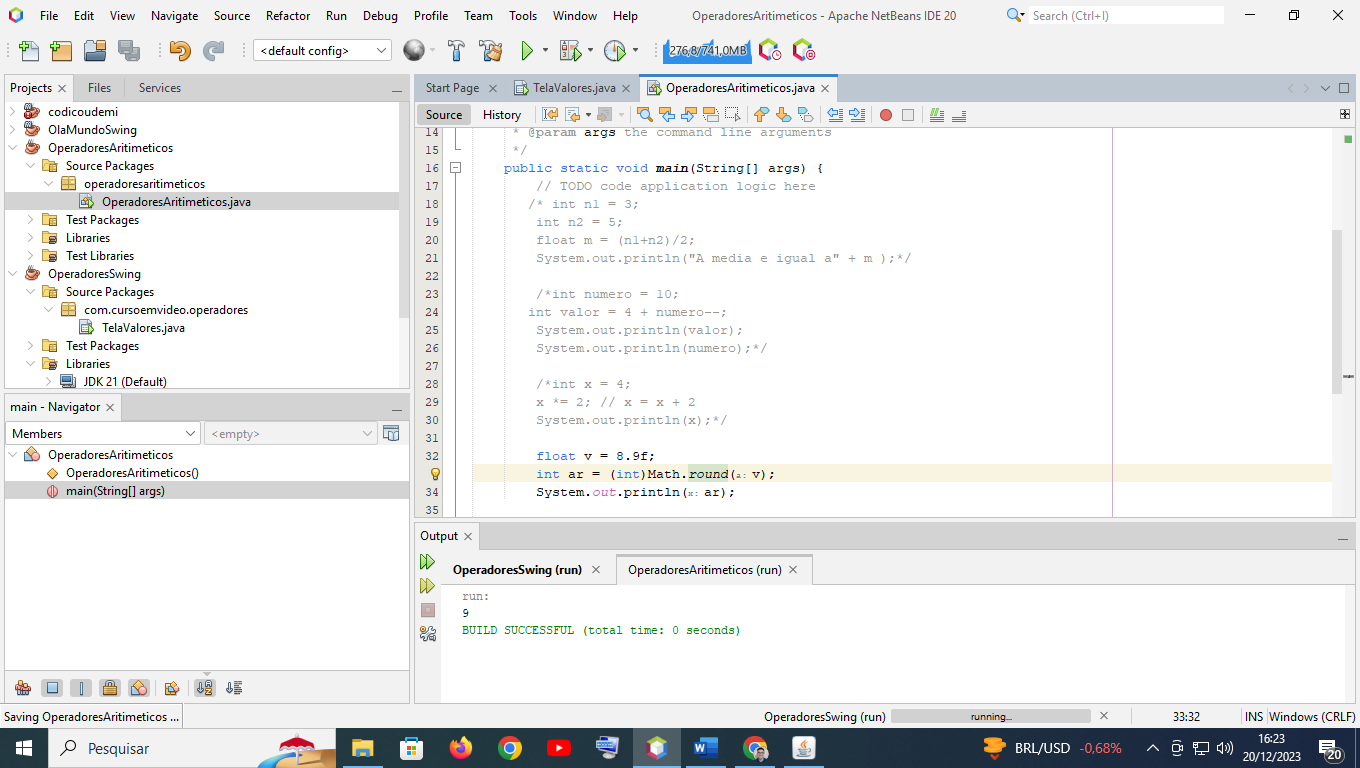 File Edit View Navigate Source Refactor Run Debug Profile Team Tools Window Help OperadoresAritimeticos - Apache NetBeans IDE 20 Search (Ctrl+I)
<default config> 276,8/741,0MB
Projects Files Services
codicoudemi
OlaMundoSwing
OperadoresAritimeticos
Source Packages
operadoresaritimeticos
OperadoresAritimeticos.java
Test Packages
Libraries
Test Libraries
OperadoresSwing
Source Packages
com.cursoemvideo.operadores
TelaValores.java
Test Packages
Libraries
JDK 21 (Default)
main - Navigator
Members <empty>
OperadoresAritimeticos
OperadoresAritimeticos()
main(String[] args)
Start Page TelaValores.java OperadoresAritimeticos.java
Source History
14 * @param args the command line arguments
15 */
16 public static void main(String[] args) {
17 // TODO code application logic here
18 /* int n1 = 3;
19 int n2 = 5;
20 float m = (n1+n2)/2;
21 System.out.println("A media e igual a" + m );*/
22
23 /*int numero = 10;
24 int valor = 4 + numero--;
25 System.out.println(valor);
26 System.out.println(numero);*/
27
28 /*int x = 4;
29 x *= 2; // x = x + 2
30 System.out.println(x);*/
31
32 float v = 8.9f;
int ar = (int)Math.round(a: v);
34 System.out.println(x: ar);
35
Output
OperadoresSwing (run) OperadoresAritimeticos (run)
run:
9
BUILD SUCCESSFUL (total time: 0 seconds)
Saving OperadoresAritimeticos ... OperadoresSwing (run) running... 33:32 INS Windows (CRLF)
Pesquisar BRL/USD -0,68% 16:23
20/12/2023 20